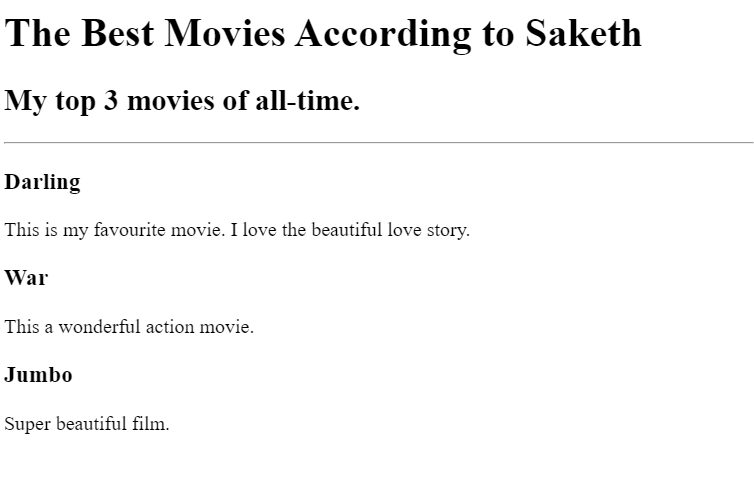 The Best Movies According to Saketh
My top 3 movies of all-time.
Darling
This is my favourite movie. I love the beautiful love story.
War
This a wonderful action movie.
Jumbo
Super beautiful film.